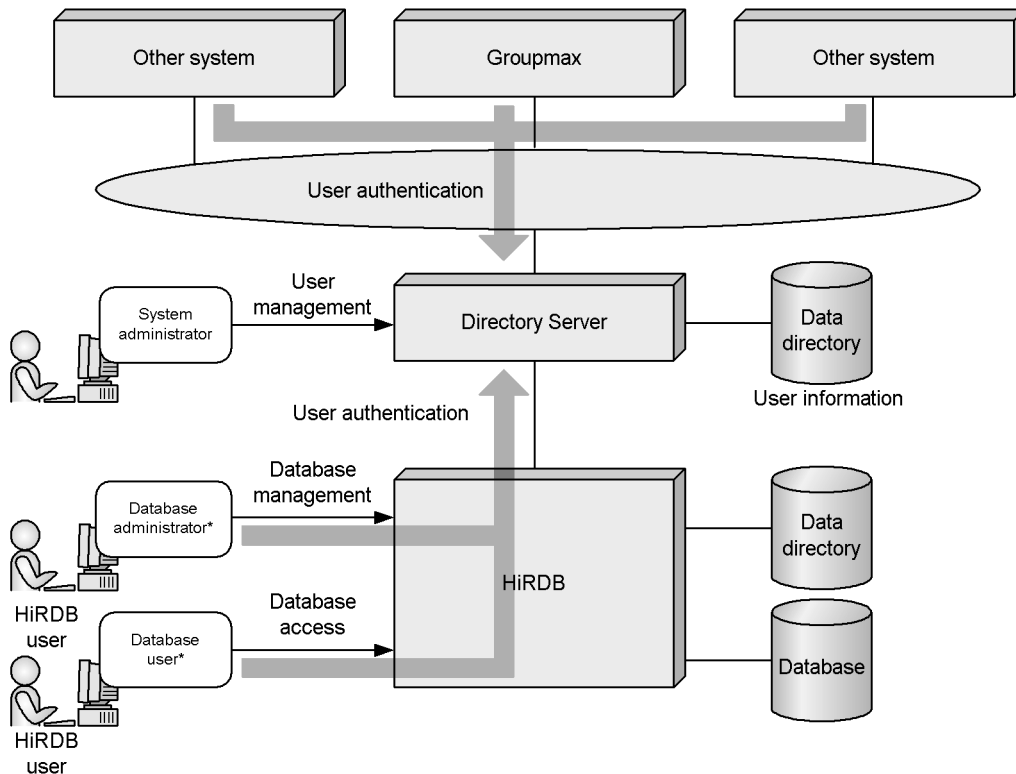 Other system
Groupmax
Other system
User authentication
User
management
System
administrator
Directory Server
Data
directory
User information
User authentication
Database
management
Database
administrator*
Data
directory
HiRDB
HiRDB
user
Database
access
Database
user*
Database
HiRDB
user